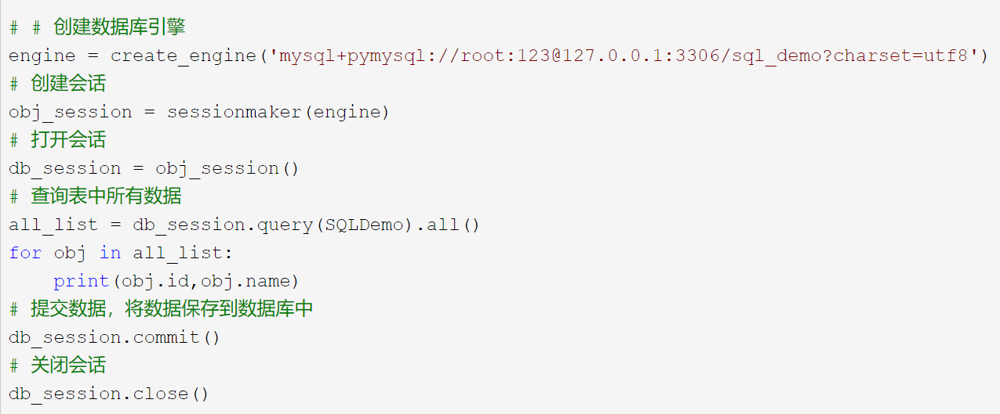 # # 创建数据库引擎
engine = create_engine('mysql+pymysql://root:123@127.0.0.1:3306/sql_demo?charset=utf8')
# 创建会话
obj_session = sessionmaker(engine)
# 打开会话
db_session = obj_session()
# 查询表中所有数据
all_list = db_session.query(SQLDemo).all()
for obj in all_list:
    print(obj.id,obj.name)
# 提交数据，将数据保存到数据库中
db_session.commit()
# 关闭会话
db_session.close()